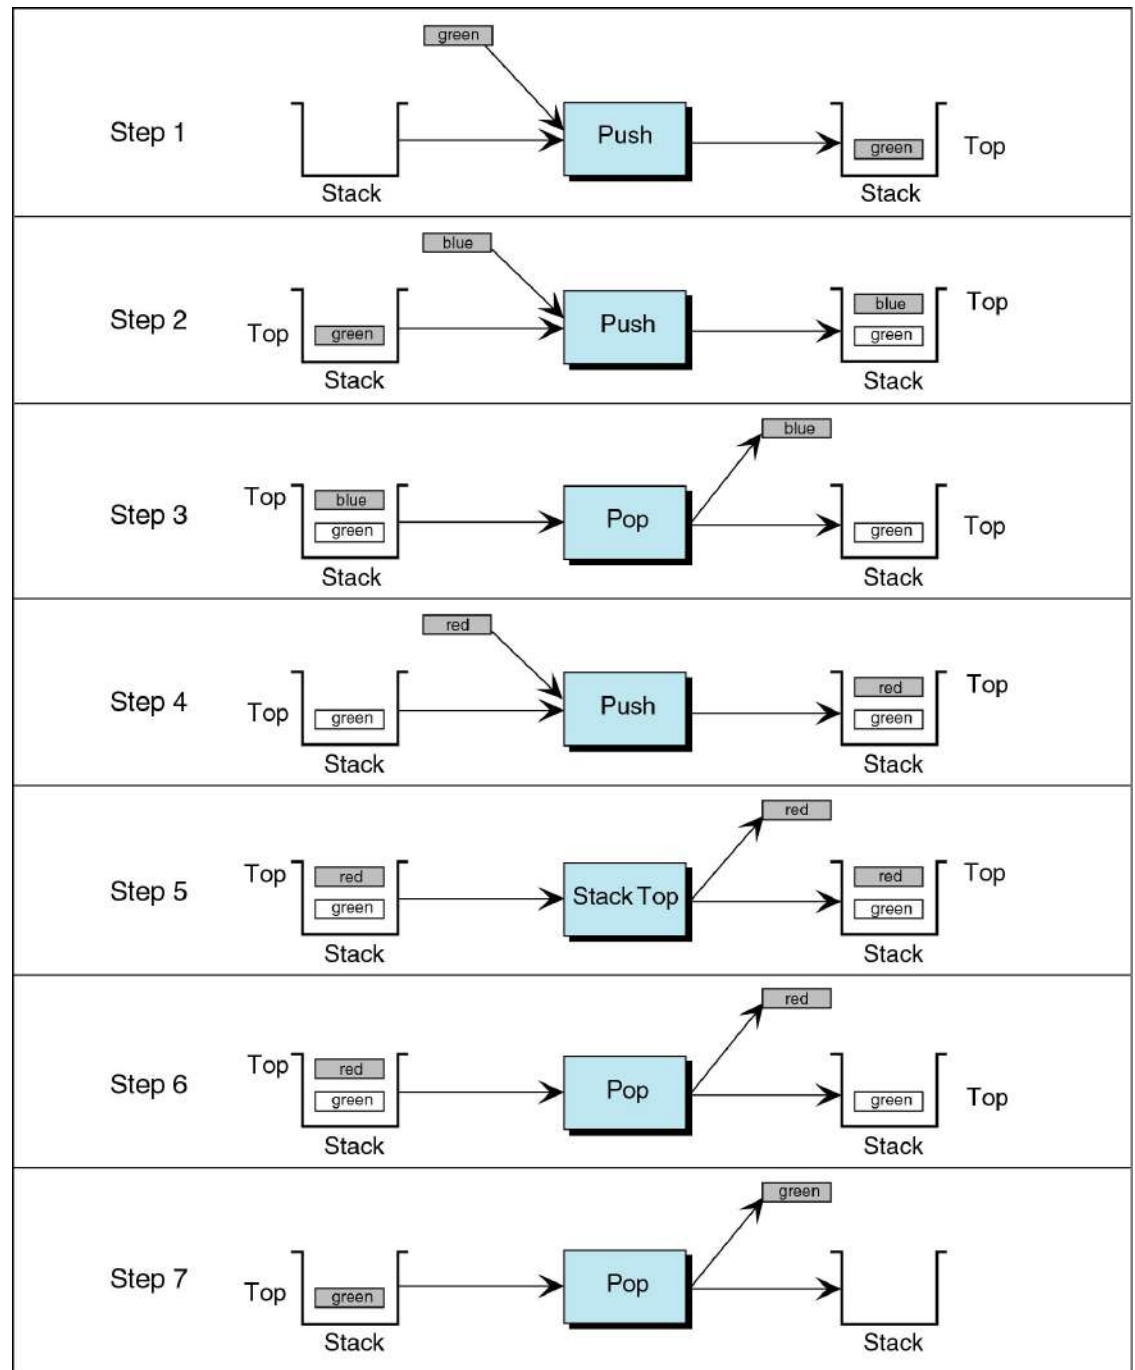 green
Step 1
Push
green
Top
Stack
Stack
blue
Step 2
Top
green
Push
blue
green
Top
Stack
Stack
blue
Step 3
Top
blue
green
Pop
green
Top
Stack
Stack
red
Step 4
Top
green
Push
red
green
Top
Stack
Stack
red
Step 5
Top
red
green
Stack Top
red
green
Top
Stack
Stack
red
Step 6
Top
red
green
Pop
green
Top
Stack
Stack
green
Step 7
Top
green
Pop
Stack
Stack